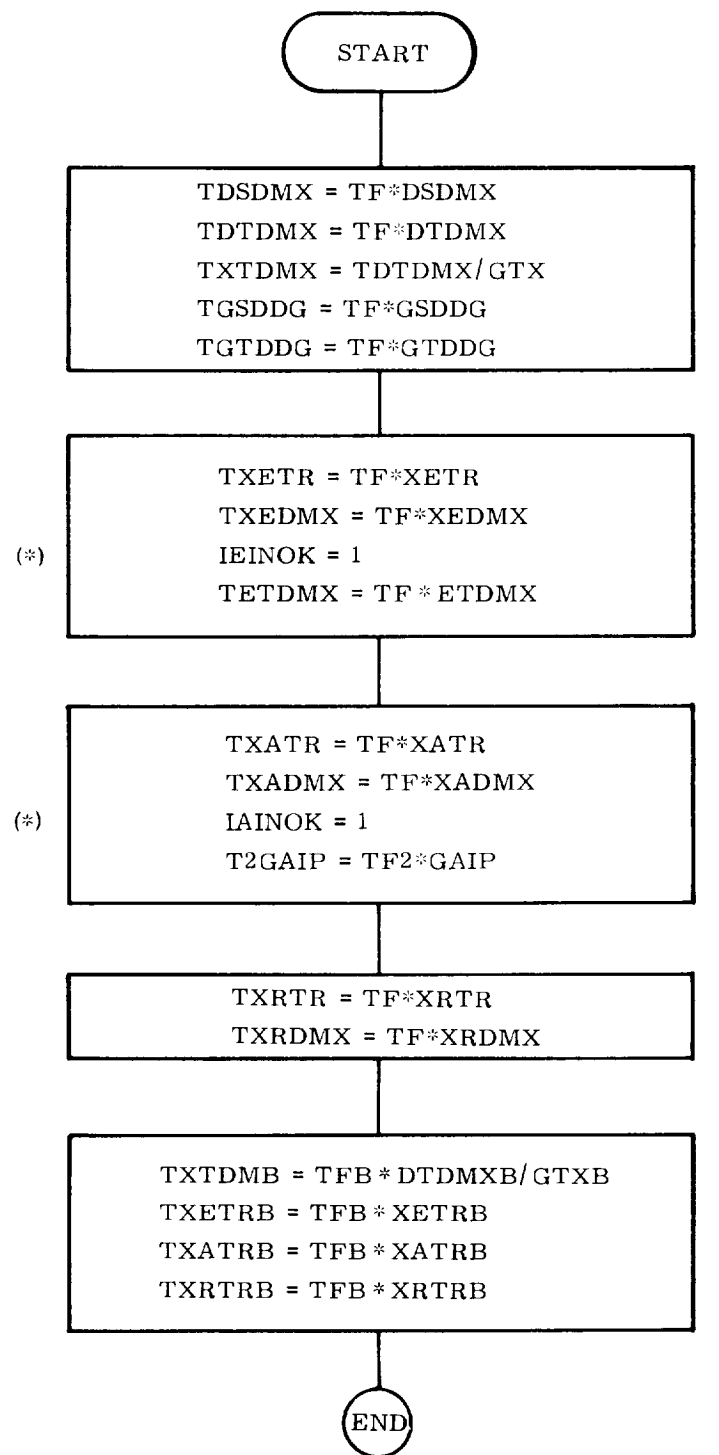 START
TDSDMX = TF*DSDMX
TDTDMX = TF*DTDMX
TXTDMX = TDTDMX/GTX
TGSDDG = TF*GSDDG
TGTDDG = TF*GTDDG
TXETR = TF*XETR
TXEDMX = TF*XEDMX
(*) IEINOK = 1
TETDMX = TF*ETDMX
TXATR = TF*XATR
TXADMX = TF*XADMX
(*) IAINOK = 1
T2GAIP = TF2*GAIP
TXRTR = TF*XRTR
TXRDMX = TF*XRDMX
TXTDMB = TFB*DTDMXB/GTXB
TXETRB = TFB*XETRB
TXATRB = TFB*XATRB
TXRTRB = TFB*XRTRB
END